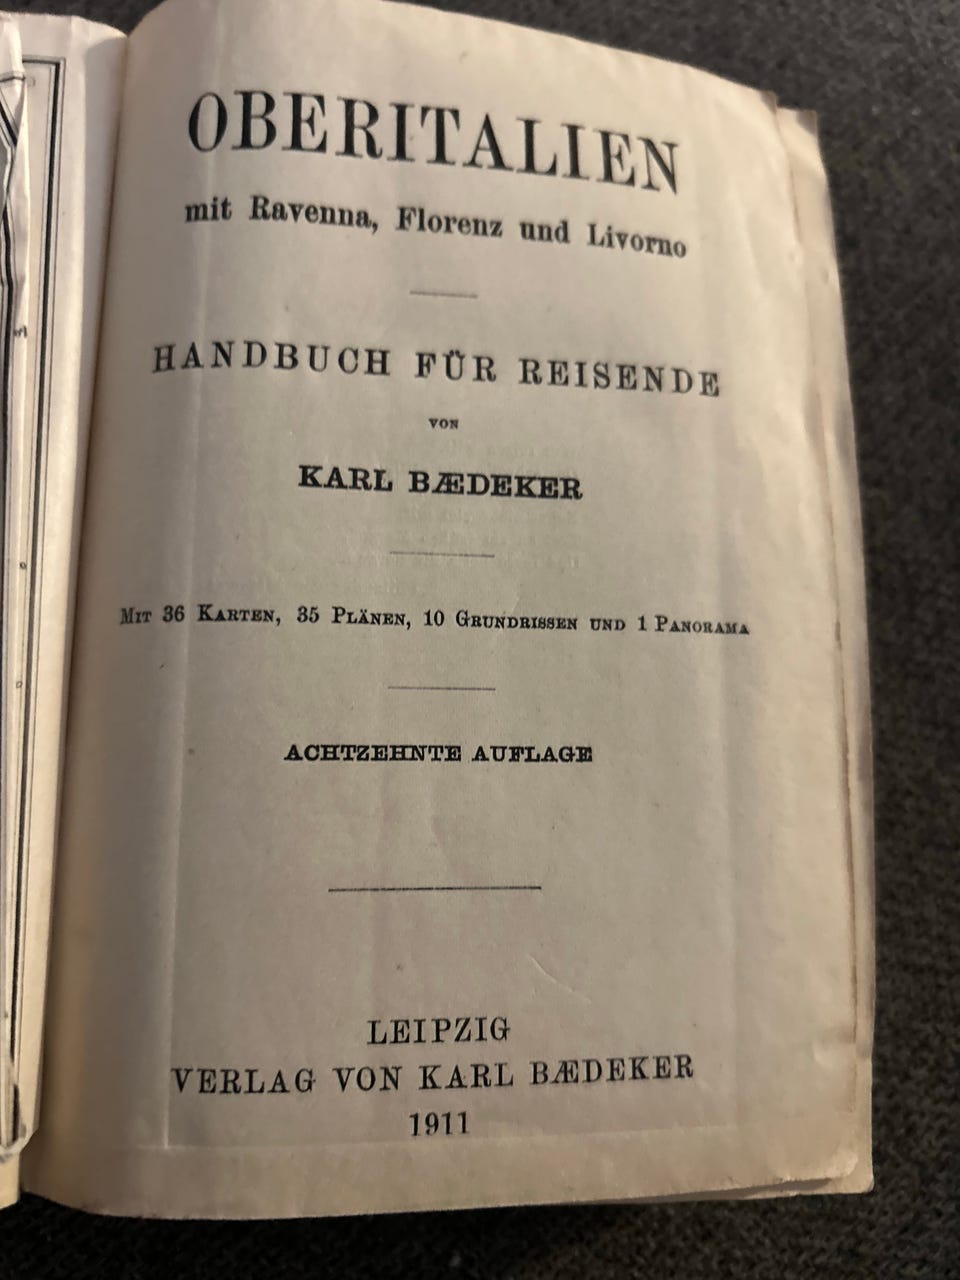 OBERITALIEN
mit Ravenna, Florenz und Livorno
HANDBUCH FÜR REISENDE
VON
KARL BÆDEKER
MIT 36 KARTEN, 35 PLÄNEN, 10 GRUNDRISSEN UND 1 PANORAMA
ACHTZEHNTE AUFLAGE
LEIPZIG
VERLAG VON KARL BÆDEKER
1911